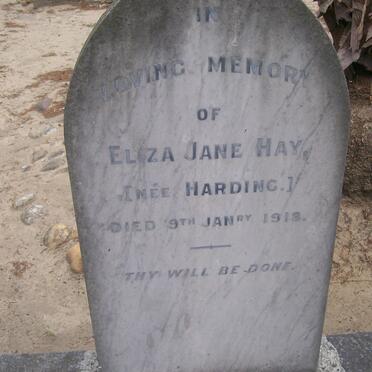 IN
LOVING MEMORY
OF
ELIZA JANE HAY,
[NÉE HARDING.]
DIED 9TH JANRY 1918.
THY WILL BE DONE.